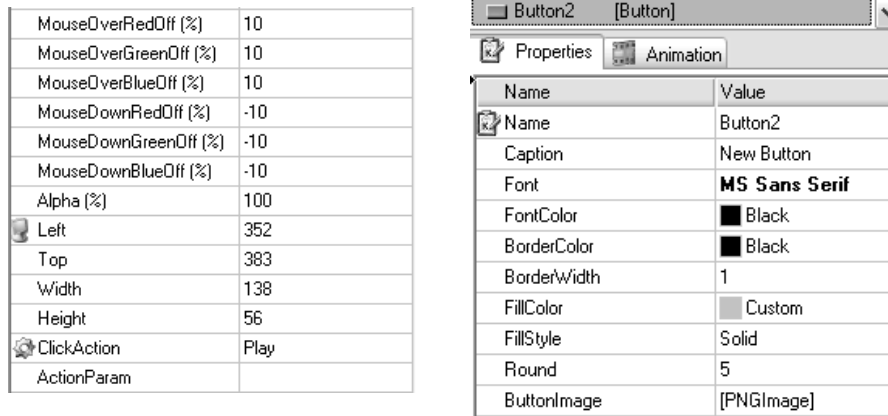 MouseOverRedOff (%) 10
MouseOverGreenOff (%) 10
MouseOverBlueOff (%) 10
MouseDownRedOff (%) -10
MouseDownGreenOff (%) -10
MouseDownBlueOff (%) -10
Alpha (%) 100
Left 352
Top 383
Width 138
Height 56
ClickAction Play
ActionParam
Button2 [Button]
Properties Animation
Name Value
Name Button2
Caption New Button
Font MS Sans Serif
FontColor Black
BorderColor Black
BorderWidth 1
FillColor Custom
FillStyle Solid
Round 5
ButtonImage [PNGImage]